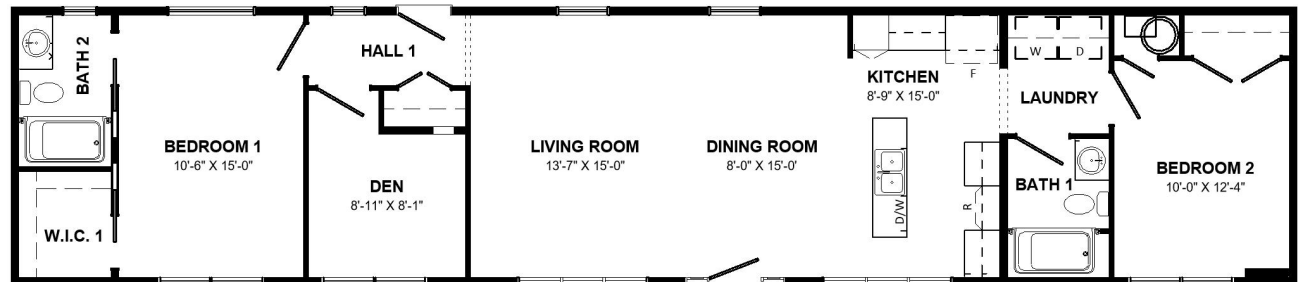 BATH 2
HALL 1
BEDROOM 1
10'-6" X 15'-0"
DEN
8'-11" X 8'-1"
W.I.C. 1
LIVING ROOM
13'-7" X 15'-0"
DINING ROOM
8'-0" X 15'-0'
KITCHEN
8'-9" X 15'-0"
F
D/W
R
W
D
LAUNDRY
BATH 1
BEDROOM 2
10'-0" X 12'-4"